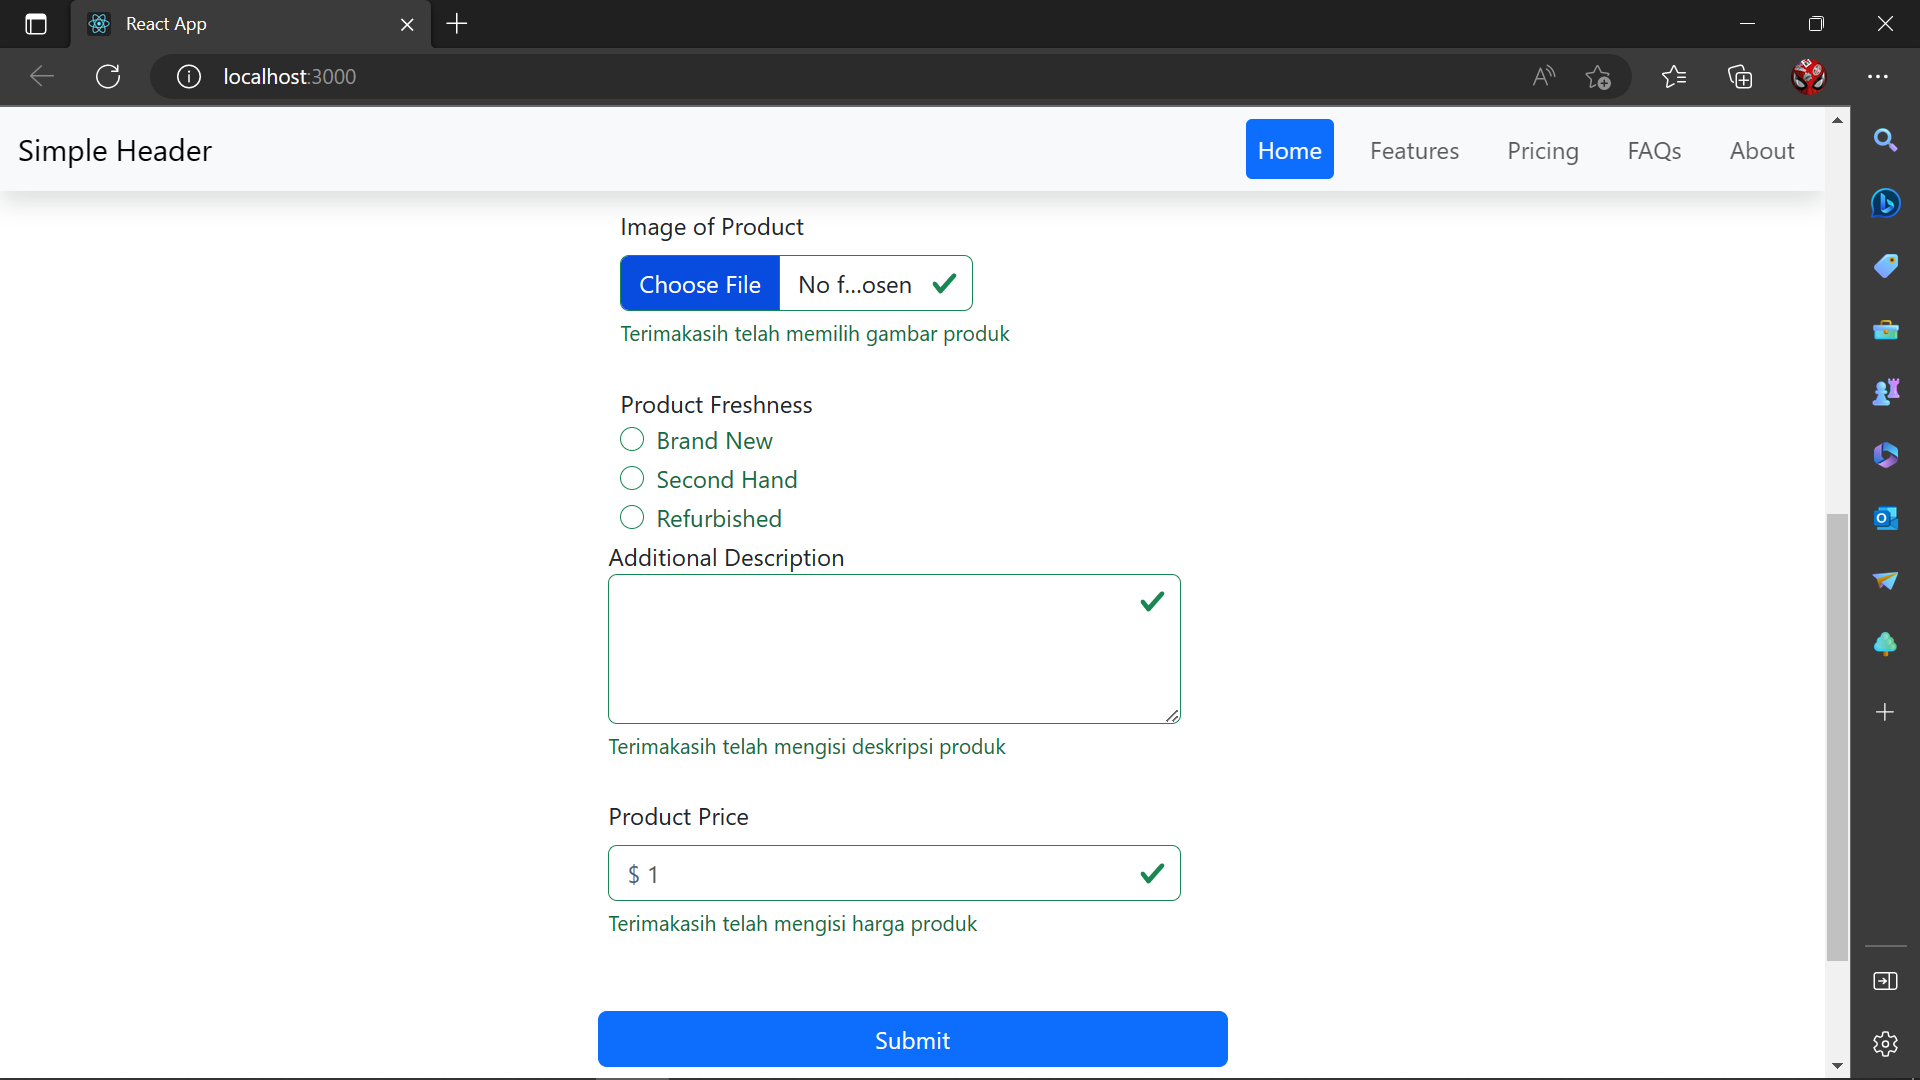 React App
localhost:3000
Simple Header
Home Features Pricing FAQs About
Image of Product
Choose File No f...osen
Terimakasih telah memilih gambar produk
Product Freshness
Brand New
Second Hand
Refurbished
Additional Description
Terimakasih telah mengisi deskripsi produk
Product Price
$ 1
Terimakasih telah mengisi harga produk
Submit